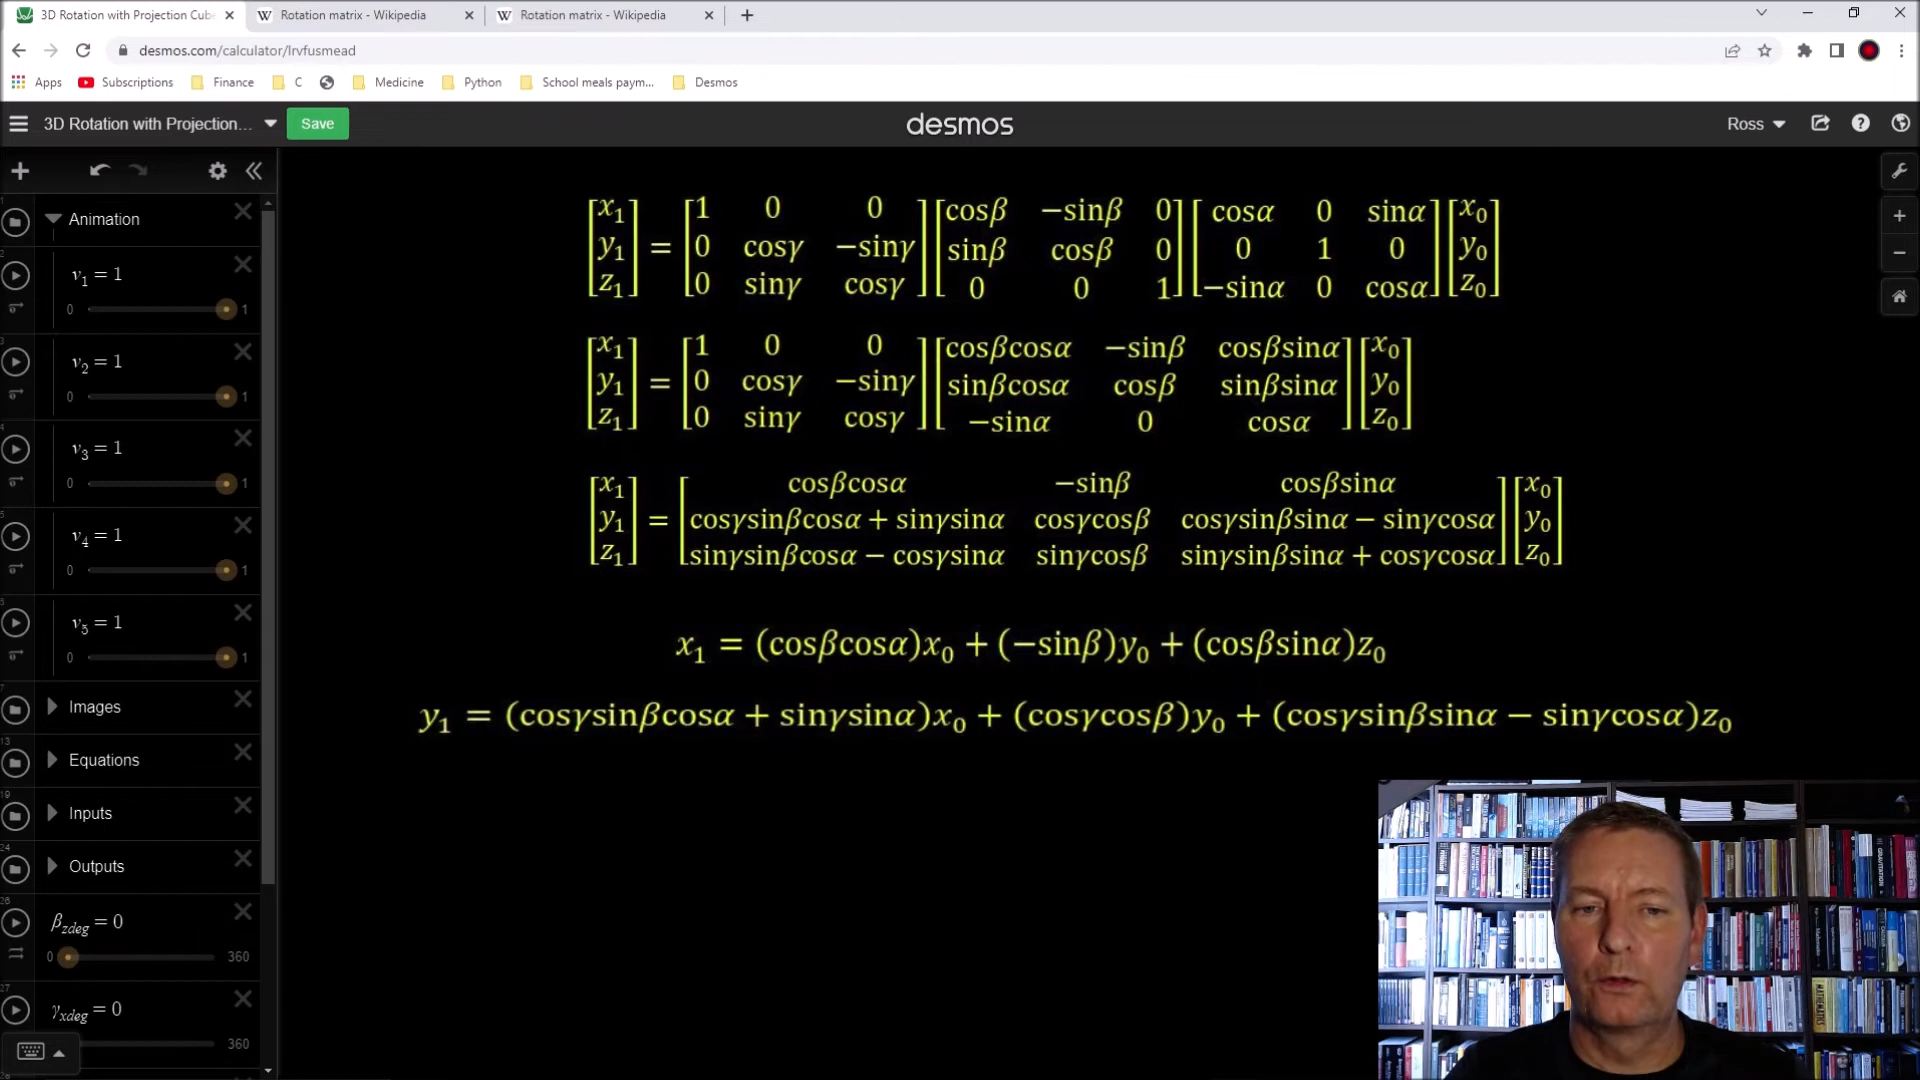 3D Rotation with Projection Cube
Rotation matrix - Wikipedia
Rotation matrix - Wikipedia
desmos.com/calculator/lrvfusmead
Apps
Subscriptions
Finance
C
Medicine
Python
School meals paym...
Desmos
3D Rotation with Projection...
Save
desmos
Ross
Animation
v₁ = 1
0 1
v₂ = 1
0 1
v₃ = 1
0 1
v₄ = 1
0 1
v₅ = 1
0 1
Images
Equations
Inputs
Outputs
β_zdeg = 0
0 360
γ_xdeg = 0
360
x₁ 1 0 0 cosβ −sinβ 0 cosα 0 sinα x₀
y₁ = 0 cosγ −sinγ sinβ cosβ 0 0 1 0 y₀
z₁ 0 sinγ cosγ 0 0 1 −sinα 0 cosα z₀
x₁ 1 0 0 cosβcosα −sinβ cosβsinα x₀
y₁ = 0 cosγ −sinγ sinβcosα cosβ sinβsinα y₀
z₁ 0 sinγ cosγ −sinα 0 cosα z₀
x₁ cosβcosα −sinβ cosβsinα x₀
y₁ = cosγsinβcosα + sinγsinα cosγcosβ cosγsinβsinα − sinγcosα y₀
z₁ sinγsinβcosα − cosγsinα sinγcosβ sinγsinβsinα + cosγcosα z₀
x₁ = (cosβcosα)x₀ + (−sinβ)y₀ + (cosβsinα)z₀
y₁ = (cosγsinβcosα + sinγsinα)x₀ + (cosγcosβ)y₀ + (cosγsinβsinα − sinγcosα)z₀
GRAVITATION